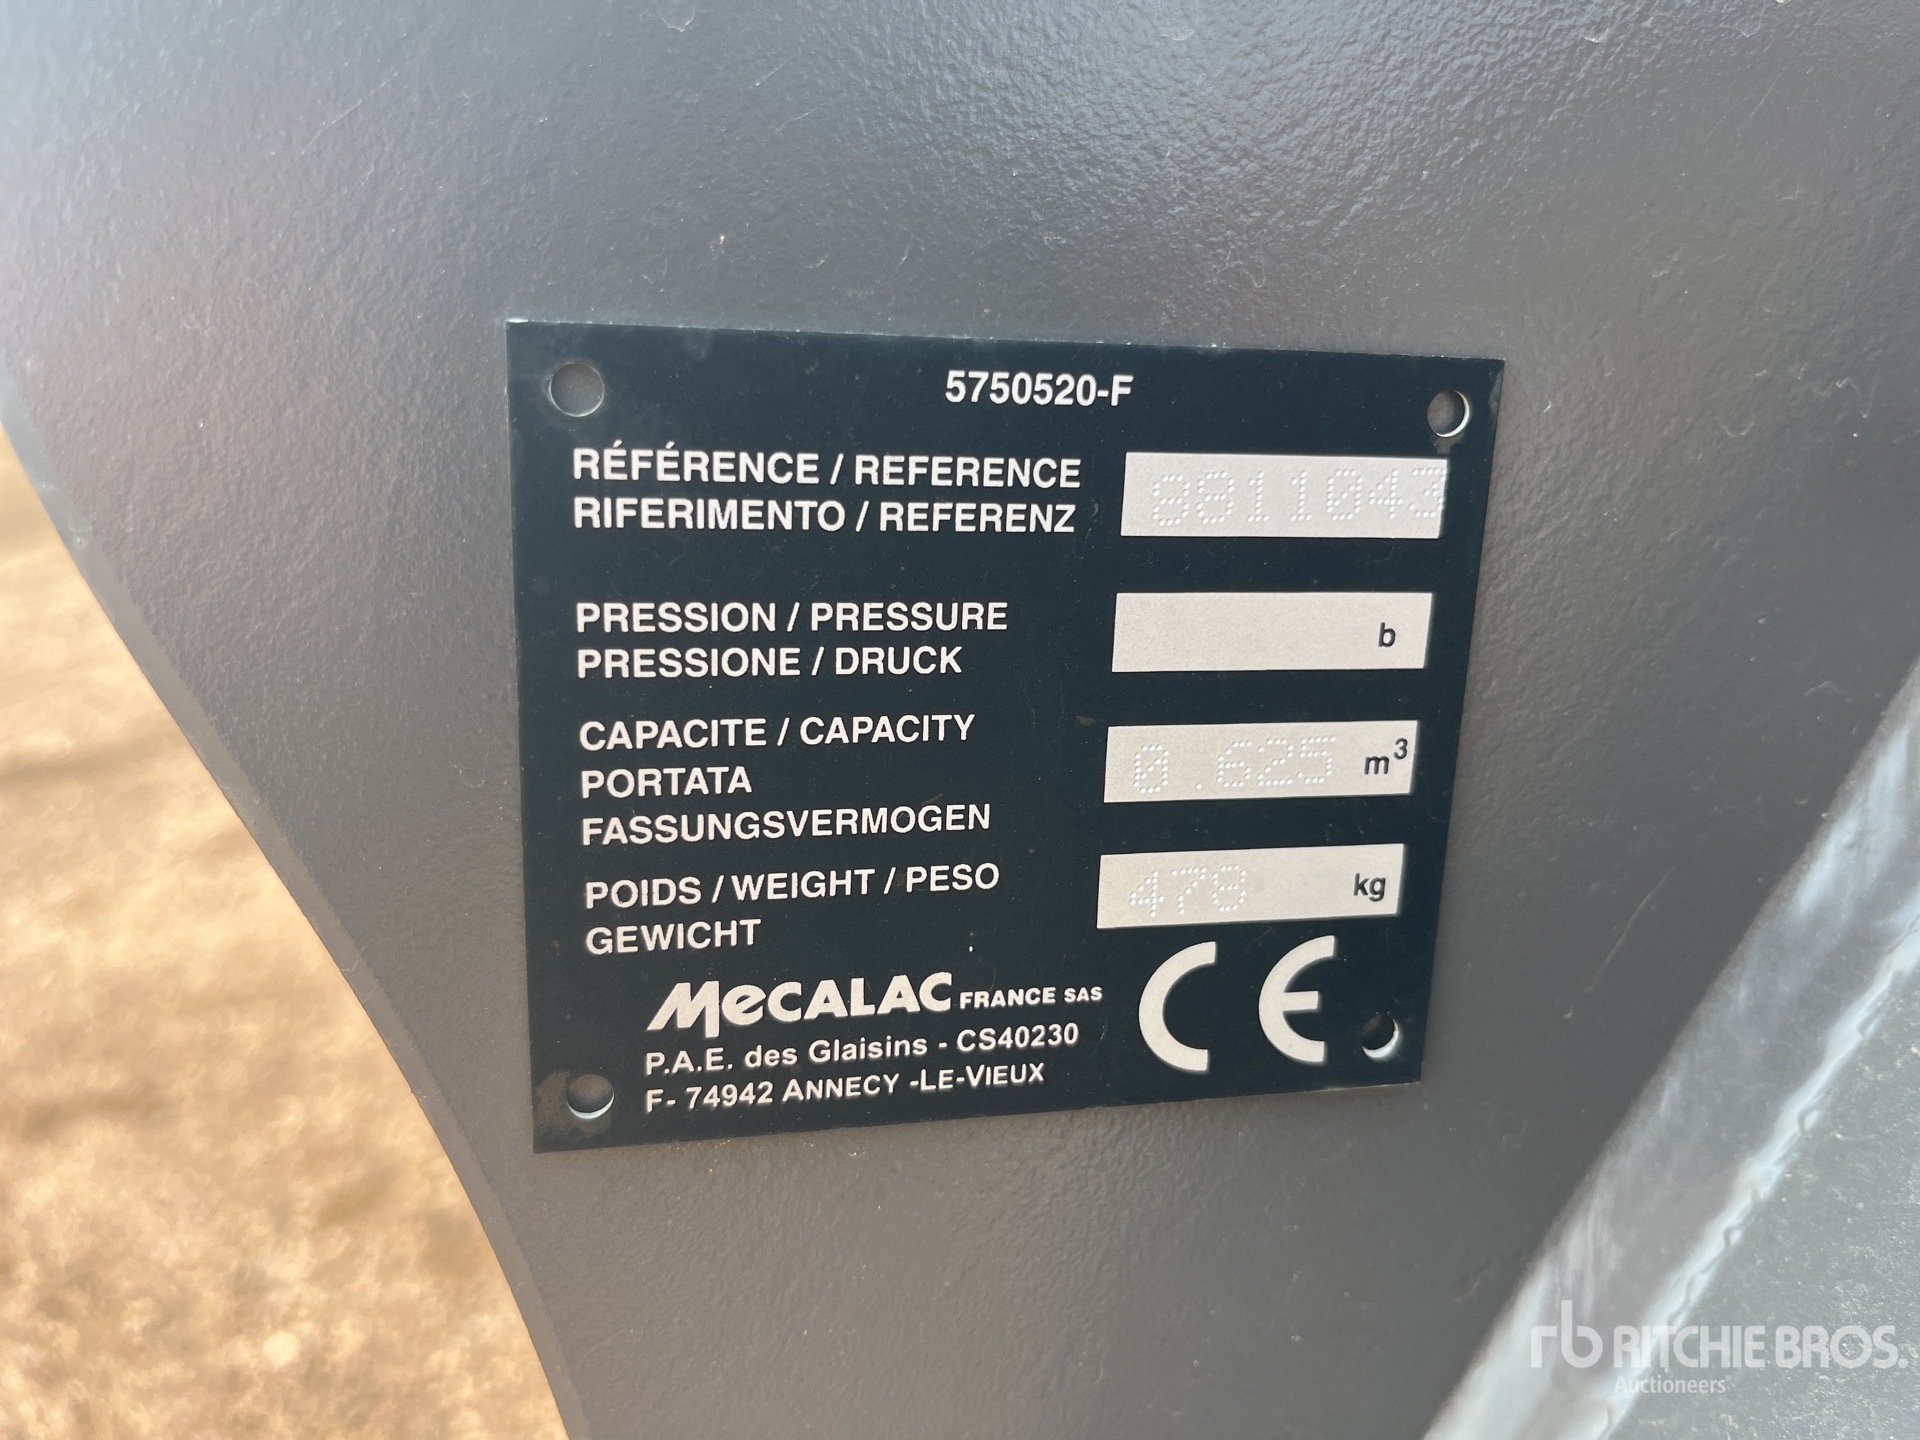 5750520-F
RÉFÉRENCE / REFERENCE 8811043
RIFERIMENTO / REFERENZ
PRESSION / PRESSURE b
PRESSIONE / DRUCK
CAPACITE / CAPACITY 0.625 m³
PORTATA
FASSUNGSVERMOGEN
POIDS / WEIGHT / PESO 478 kg
GEWICHT
MECALAC FRANCE SAS CE
P.A.E. des Glaisins - CS40230
F- 74942 ANNECY -LE-VIEUX
rb RITCHIE BROS.
Auctioneers